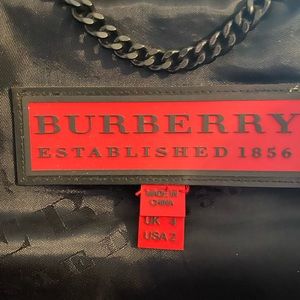 BURBERRY
ESTABLISHED 1856
MADE IN
CHINA
UK 4
USA 2